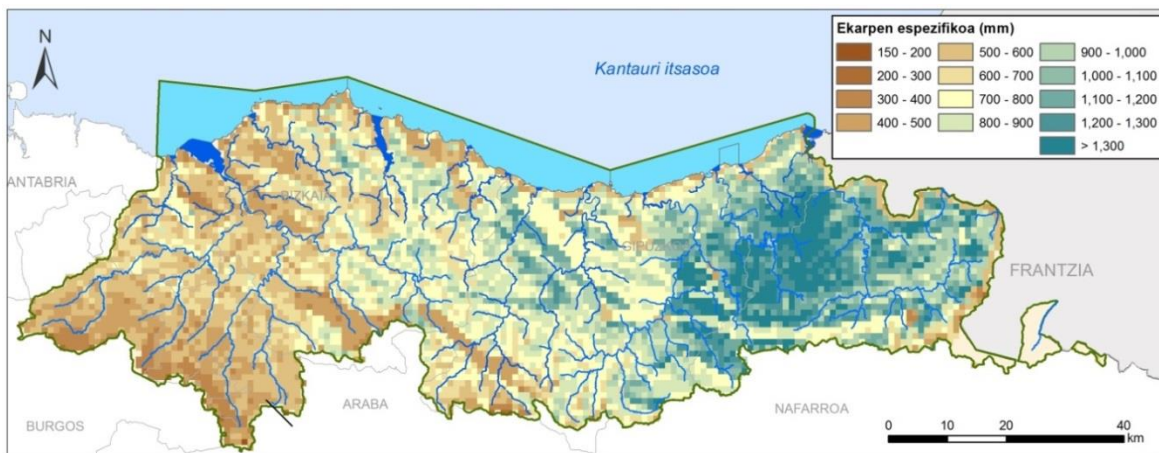 N
Kantauri itsasoa
Ekarpen espezifikoa (mm)
150 - 200
200 - 300
300 - 400
400 - 500
500 - 600
600 - 700
700 - 800
800 - 900
900 - 1,000
1,000 - 1,100
1,100 - 1,200
1,200 - 1,300
> 1,300
ANTABRIA
BIZKAIA
GIPUZKOA
FRANTZIA
ARABA
NAFARROA
BURGOS
0 10 20 40
km